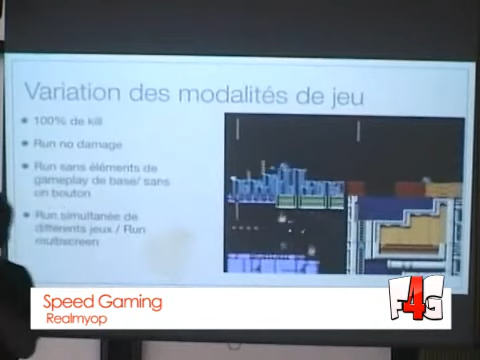 Variation des modalités de jeu
100% de kill
Run no damage
Run sans éléments de
gameplay de base/ sans
un bouton
Run simultanée de
différents jeux / Run
multiscreen
Speed Gaming
Realmyop
F4G